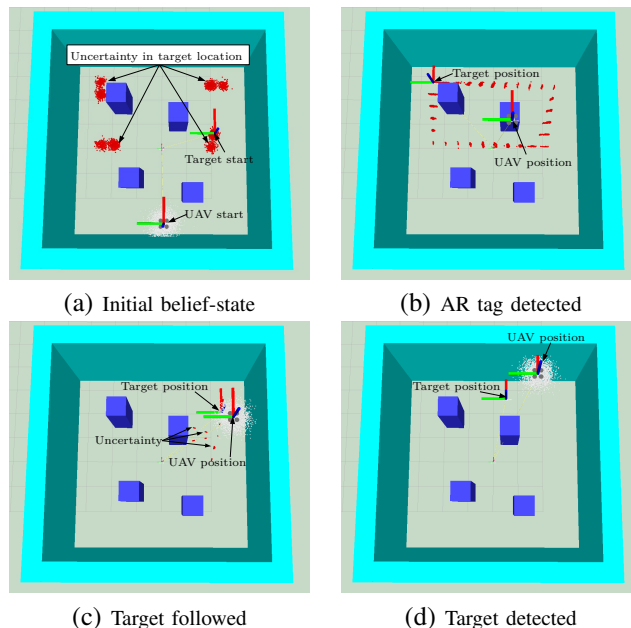 Uncertainty in target location
Target start
UAV start
(a) Initial belief-state
Target position
UAV position
(b) AR tag detected
Target position
Uncertainty
UAV position
(c) Target followed
UAV position
Target position
(d) Target detected